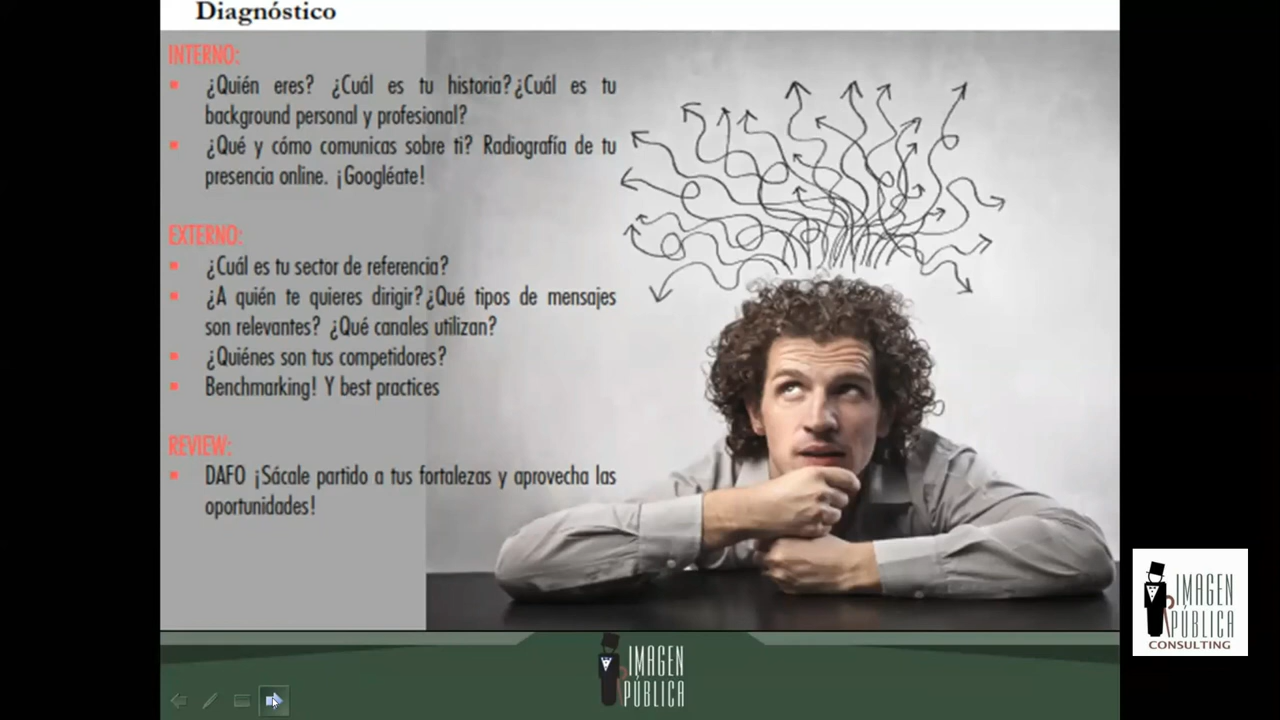 Diagnóstico
INTERNO:
¿Quién eres? ¿Cuál es tu historia?¿Cuál es tu
background personal y profesional?
¿Qué y cómo comunicas sobre ti? Radiografía de tu
presencia online. ¡Googléate!
EXTERNO:
¿Cuál es tu sector de referencia?
¿A quién te quieres dirigir?¿Qué tipos de mensajes
son relevantes? ¿Qué canales utilizan?
¿Quiénes son tus competidores?
Benchmarking! Y best practices
REVIEW:
DAFO ¡Sácale partido a tus fortalezas y aprovecha las
oportunidades!
IMAGEN
PÚBLICA
IMAGEN
PÚBLICA
CONSULTING